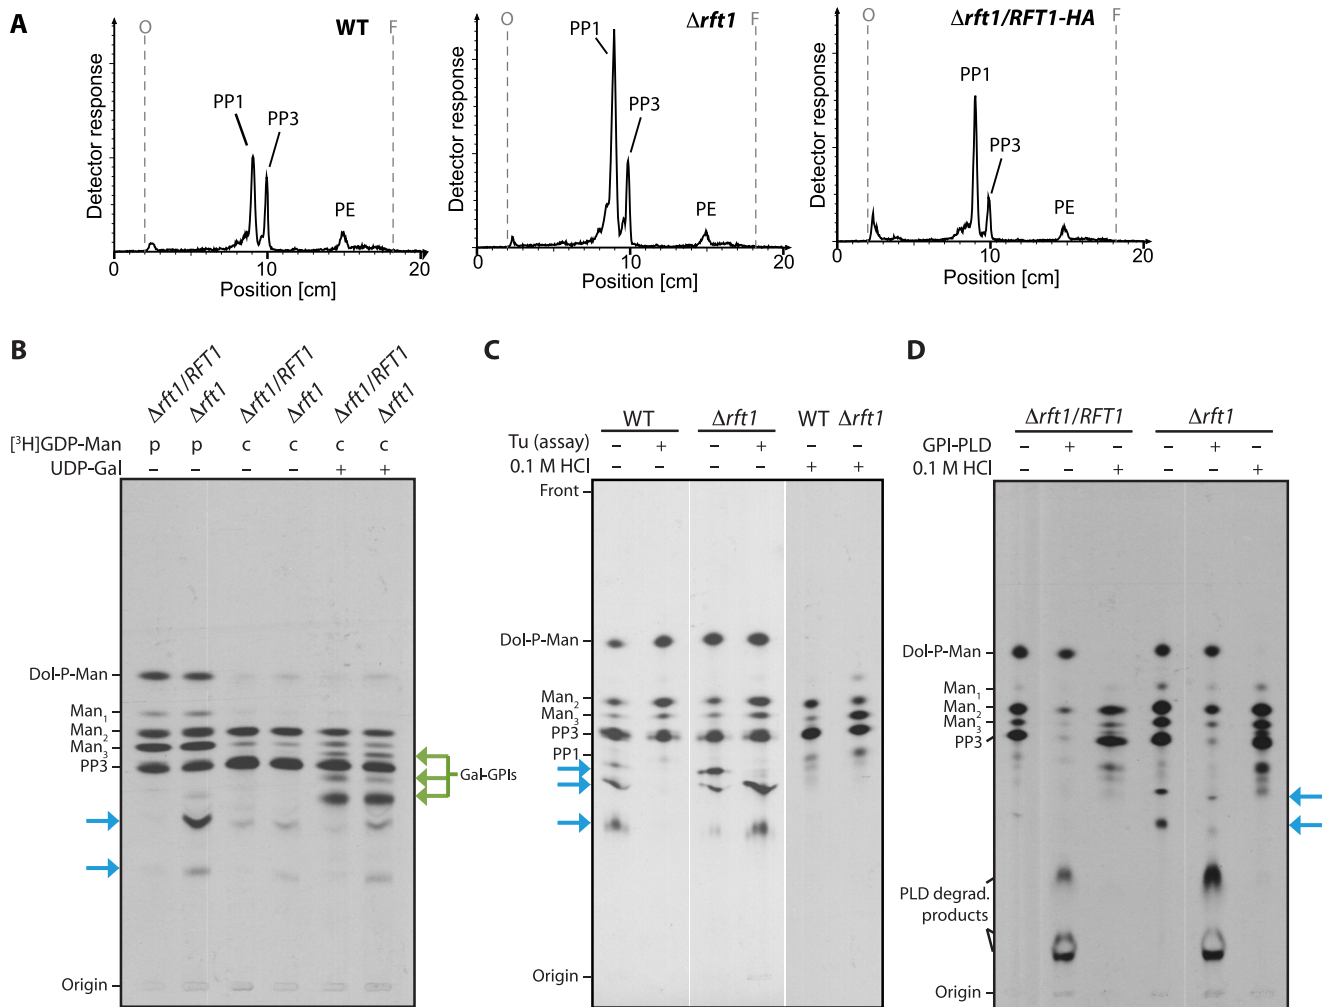 A
O
WT
F
PP1
PP3
PE
Detector response
0
10
20
Position [cm]
O
Δrft1
F
PP1
PP3
PE
Detector response
0
10
20
Position [cm]
O
Δrft1/RFT1-HA
F
PP1
PP3
PE
Detector response
0
10
20
Position [cm]
B
Δrft1/RFT1
Δrft1
Δrft1/RFT1
Δrft1
Δrft1/RFT1
Δrft1
[³H]GDP-Man p p c c c c
UDP-Gal – – – – + +
Dol-P-Man
Man₁
Man₂
Man₃
PP3
Gal-GPIs
Origin
C
WT Δrft1 WT Δrft1
Tu (assay) – + – + – –
0.1 M HCl – – – – + +
Front
Dol-P-Man
Man₂
Man₃
PP3
PP1
Origin
D
Δrft1/RFT1 Δrft1
GPI-PLD – + – – + –
0.1 M HCl – – + – – +
Dol-P-Man
Man₁
Man₂
Man₃
PP3
PLD degrad.
products
Origin